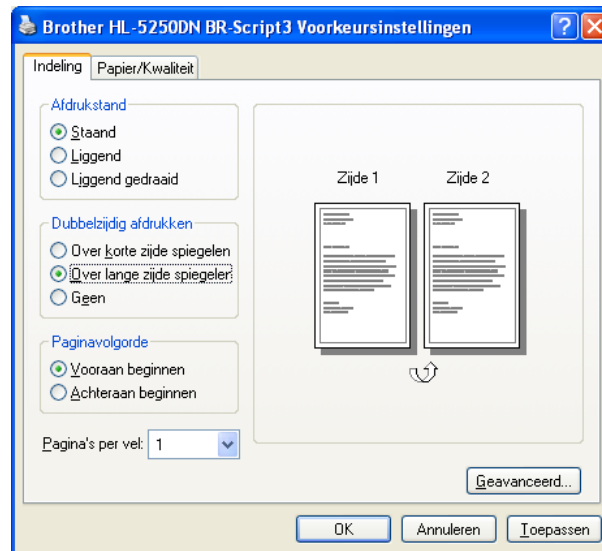 Brother HL-5250DN BR-Script3 Voorkeursinstellingen
Indeling Papier/Kwaliteit
Afdrukstand
Staand
Liggend
Liggend gedraaid
Dubbelzijdig afdrukken
Over korte zijde spiegelen
Over lange zijde spiegeler
Geen
Paginavolgorde
Vooraan beginnen
Achteraan beginnen
Pagina's per vel: 1
Zijde 1 Zijde 2
Geavanceerd...
OK Annuleren Toepassen